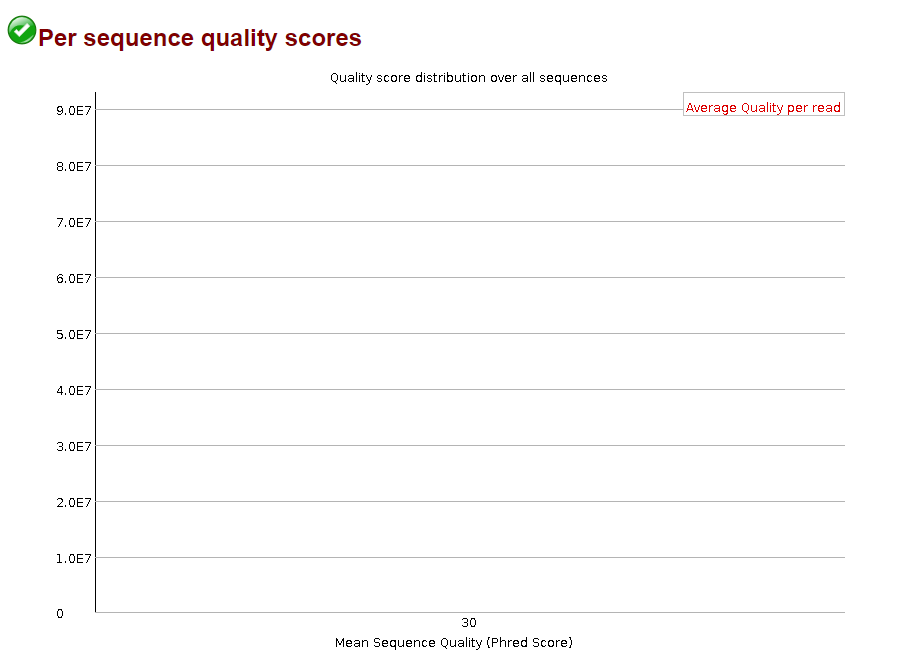 Per sequence quality scores
Quality score distribution over all sequences
Average Quality per read
9.0E7
8.0E7
7.0E7
6.0E7
5.0E7
4.0E7
3.0E7
2.0E7
1.0E7
0
30
Mean Sequence Quality (Phred Score)